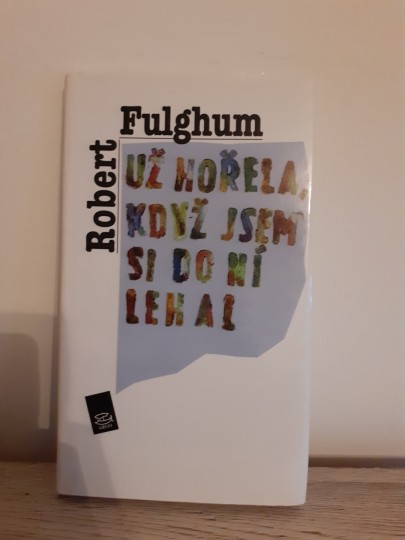 Robert
Fulghum
UŽ HOŘELA,
KDYŽ JSEM
SI DO NÍ
LEHAL